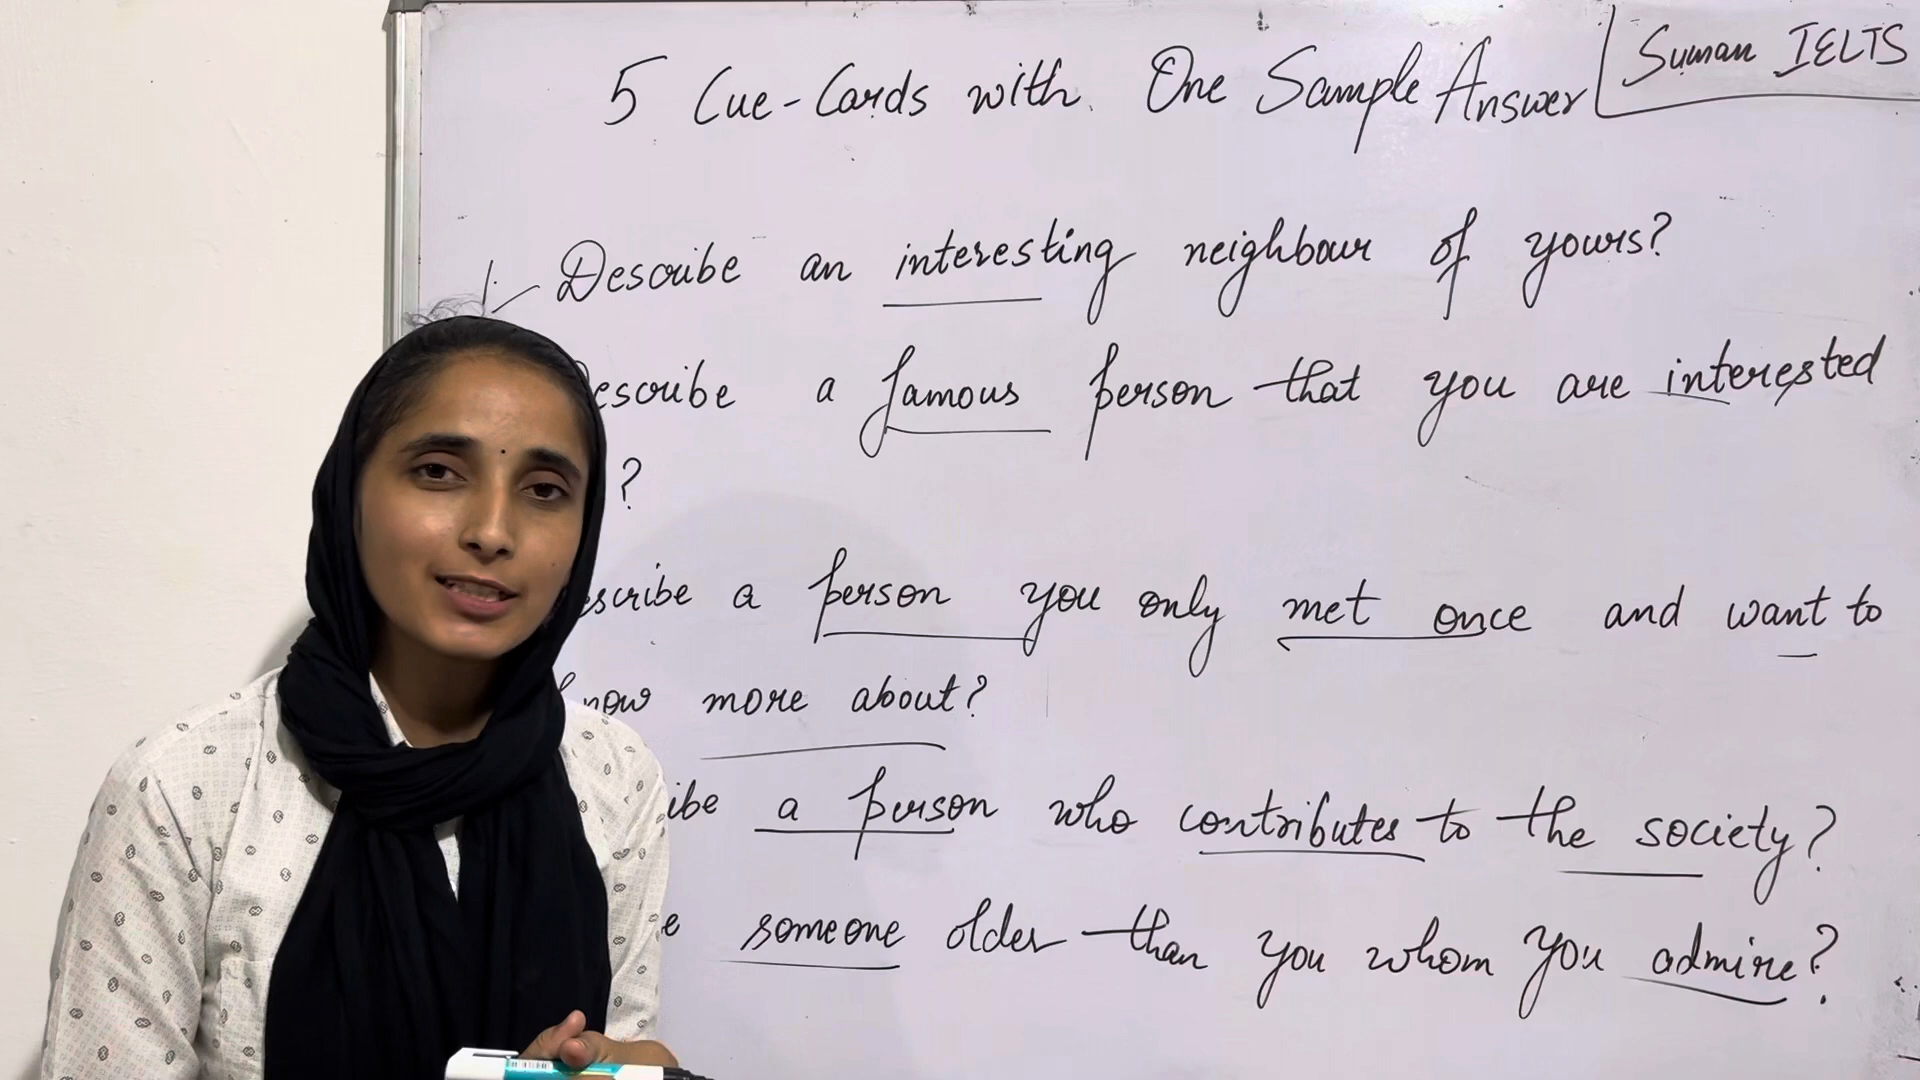 5 Cue-Cards with One Sample Answer
Suman IELTS
1. Describe an interesting neighbour of yours?
escribe a famous person that you are interested
?
scribe a person you only met once and want to
now more about?
ibe a person who contributes to the society?
e someone older than you whom you admire?